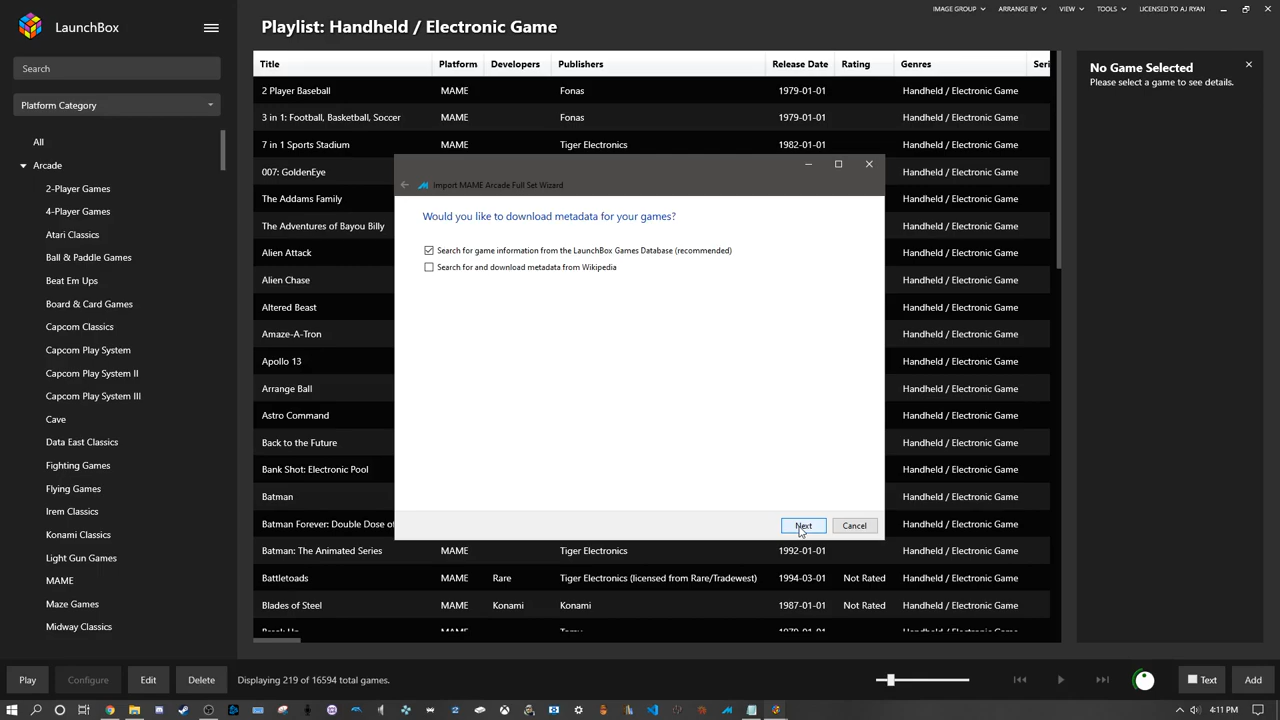 LaunchBox
IMAGE GROUP
ARRANGE BY
VIEW
TOOLS
LICENSED TO AJ RYAN
Playlist: Handheld / Electronic Game
Search
Platform Category
All
Arcade
2-Player Games
4-Player Games
Atari Classics
Ball & Paddle Games
Beat Em Ups
Board & Card Games
Capcom Classics
Capcom Play System
Capcom Play System II
Capcom Play System III
Cave
Data East Classics
Fighting Games
Flying Games
Irem Classics
Konami Classics
Light Gun Games
MAME
Maze Games
Midway Classics
Title Platform Developers Publishers Release Date Rating Genres Seri
2 Player Baseball MAME Fonas 1979-01-01 Handheld / Electronic Game
3 in 1: Football, Basketball, Soccer MAME Fonas 1979-01-01 Handheld / Electronic Game
7 in 1 Sports Stadium MAME Tiger Electronics 1982-01-01 Handheld / Electronic Game
007: GoldenEye Handheld / Electronic Game
The Addams Family Handheld / Electronic Game
The Adventures of Bayou Billy Handheld / Electronic Game
Alien Attack Handheld / Electronic Game
Alien Chase Handheld / Electronic Game
Altered Beast Handheld / Electronic Game
Amaze-A-Tron Handheld / Electronic Game
Apollo 13 Handheld / Electronic Game
Arrange Ball Handheld / Electronic Game
Astro Command Handheld / Electronic Game
Back to the Future Handheld / Electronic Game
Bank Shot: Electronic Pool Handheld / Electronic Game
Batman Handheld / Electronic Game
Batman Forever: Double Dose of Handheld / Electronic Game
Batman: The Animated Series MAME Tiger Electronics 1992-01-01 Handheld / Electronic Game
Battletoads MAME Rare Tiger Electronics (licensed from Rare/Tradewest) 1994-03-01 Not Rated Handheld / Electronic Game
Blades of Steel MAME Konami Konami 1987-01-01 Not Rated Handheld / Electronic Game
Import MAME Arcade Full Set Wizard
Would you like to download metadata for your games?
Search for game information from the LaunchBox Games Database (recommended)
Search for and download metadata from Wikipedia
Next
Cancel
No Game Selected
Please select a game to see details.
Play
Configure
Edit
Delete
Displaying 219 of 16594 total games.
Text
Add
4:11 PM